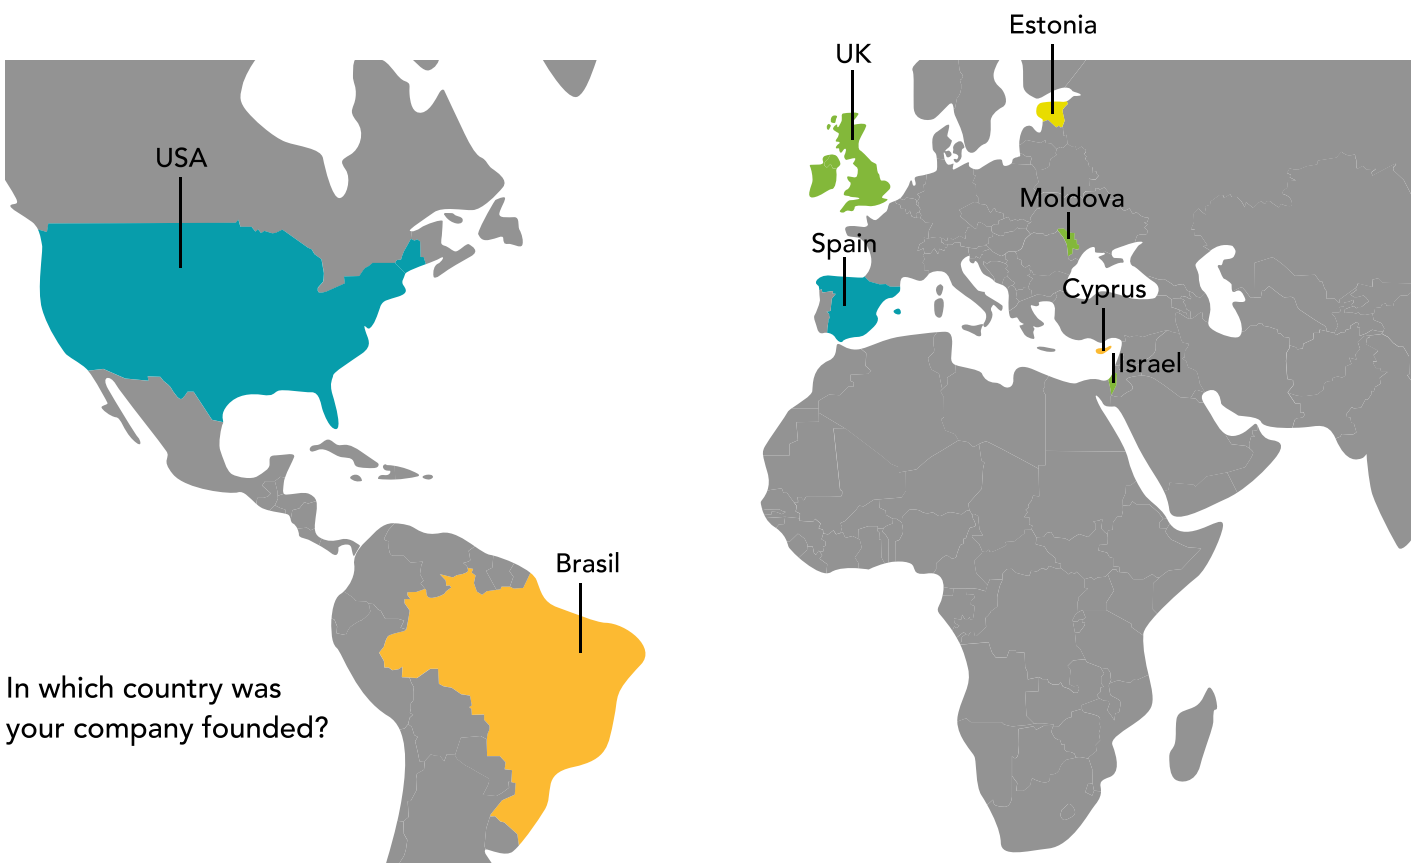 Estonia
UK
USA
Moldova
Spain
Cyprus
Israel
Brasil
In which country was
your company founded?